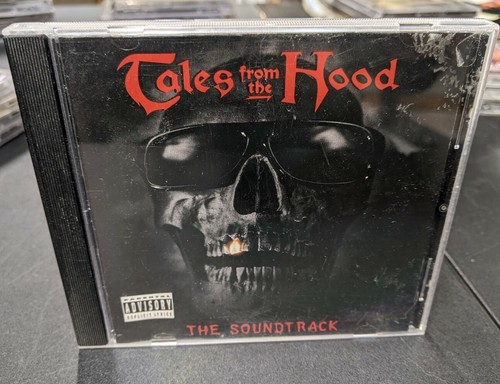 Tales from the Hood
PARENTAL
ADVISORY
EXPLICIT LYRICS
THE SOUNDTRACK